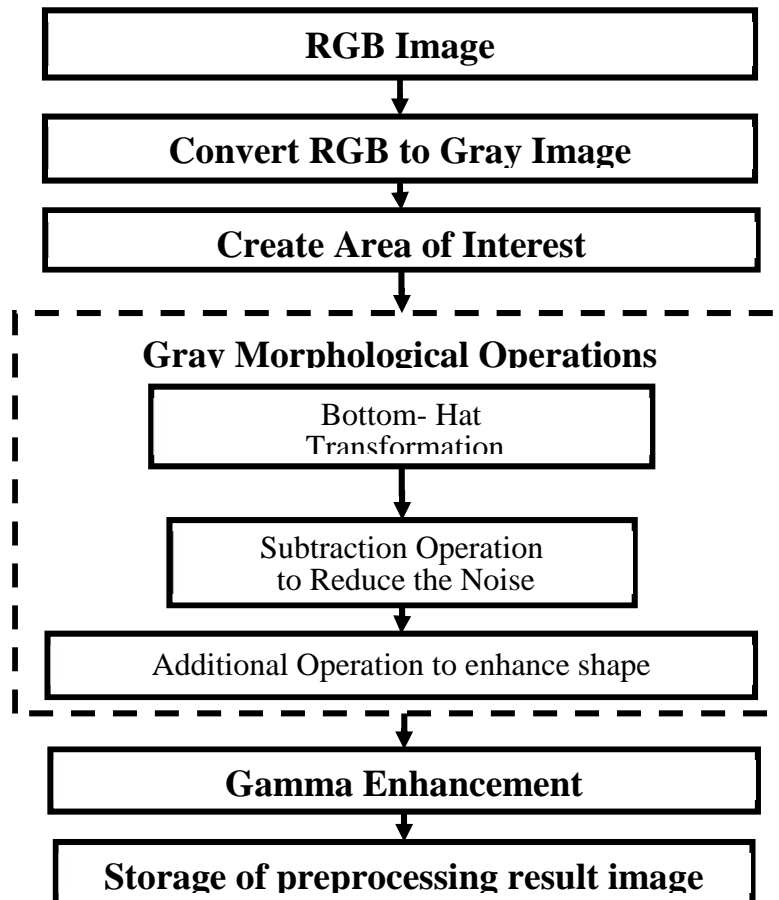 RGB Image
Convert RGB to Gray Image
Create Area of Interest
Gray Morphological Operations
Bottom- Hat
Transformation
Subtraction Operation
to Reduce the Noise
Additional Operation to enhance shape
Gamma Enhancement
Storage of preprocessing result image